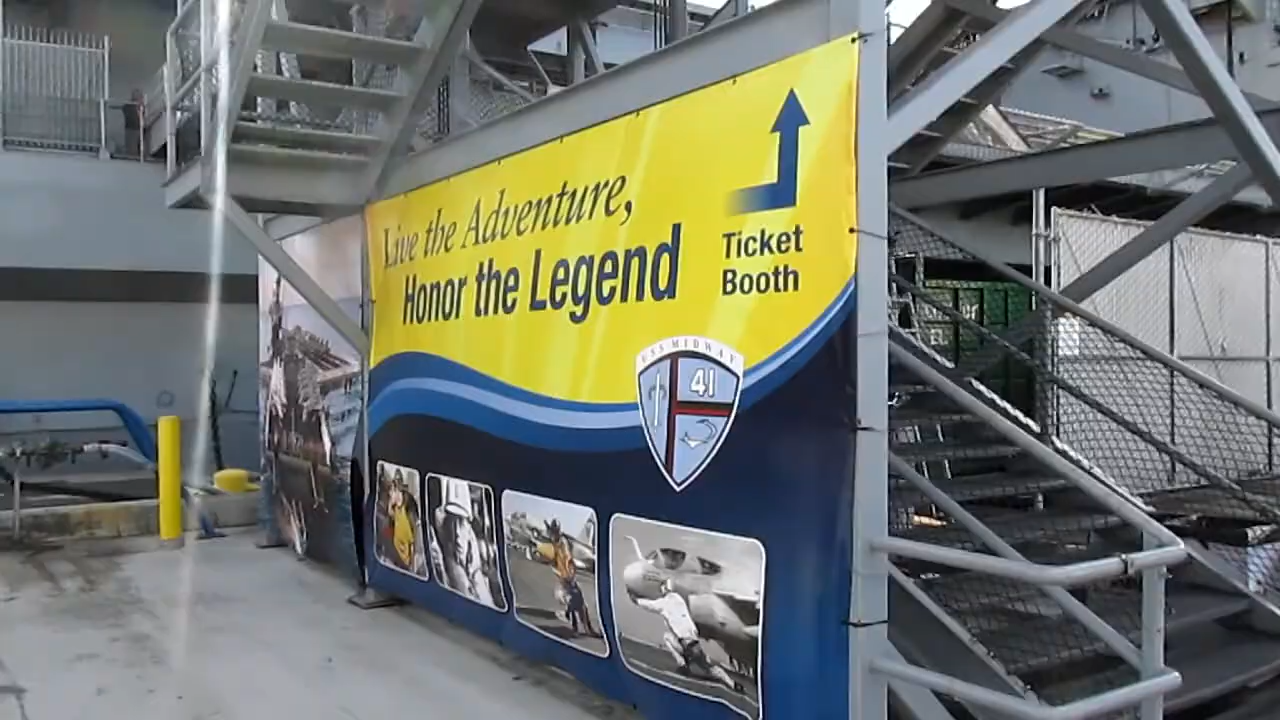 Live the Adventure,
Honor the Legend
Ticket
Booth
USS MIDWAY
41